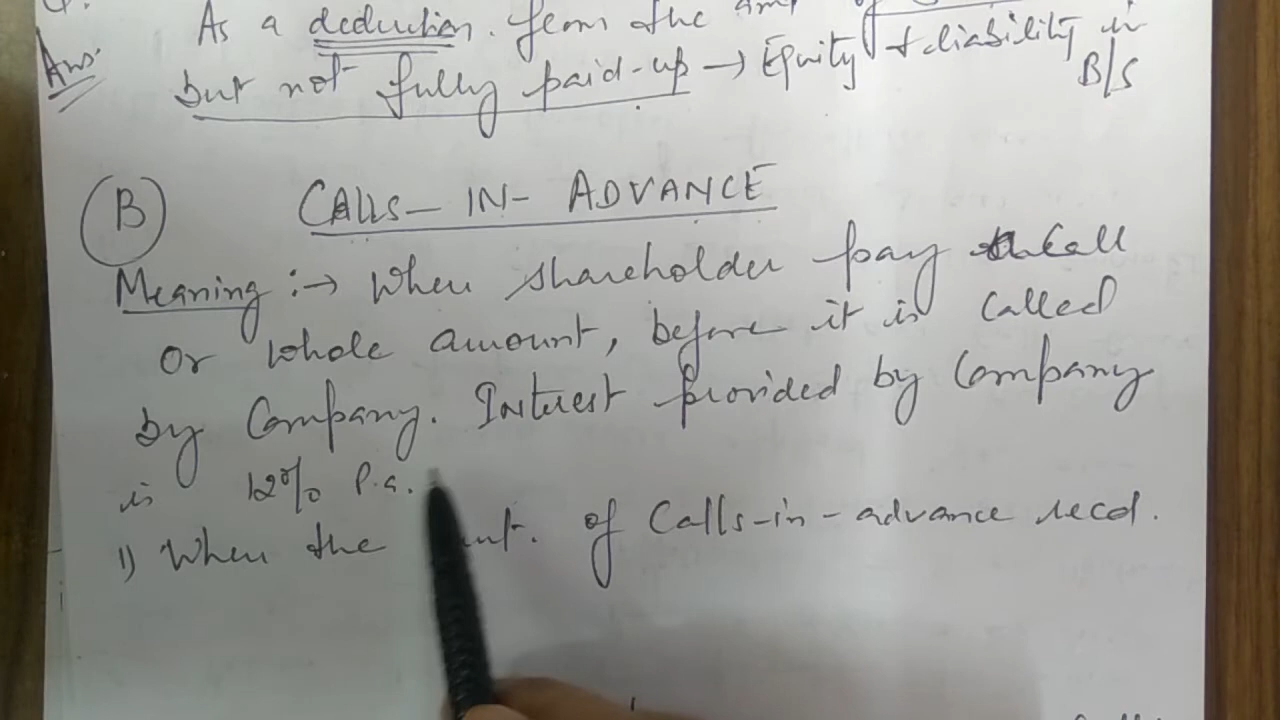 Ans.
As a deduction. from the amt of
but not fully paid-up → Equity & liability in
B/S
(B) CALLS-IN-ADVANCE
Meaning :→ When shareholder pay call
Or whole amount, before it is called
by Company. Interest provided by Company
is 12% P.a.
1) When the of Calls-in-advance recd.